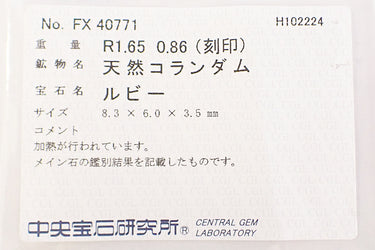 No. FX 40771 H102224
重量 R1.65 0.86 (刻印)
鉱物名 天然コランダム
宝石名 ルビー
サイズ 8.3 × 6.0 × 3.5 mm
コメント
加熱が行われています。
メイン石の鑑別結果を記載したものです。
中央宝石研究所® CENTRAL GEM
LABORATORY